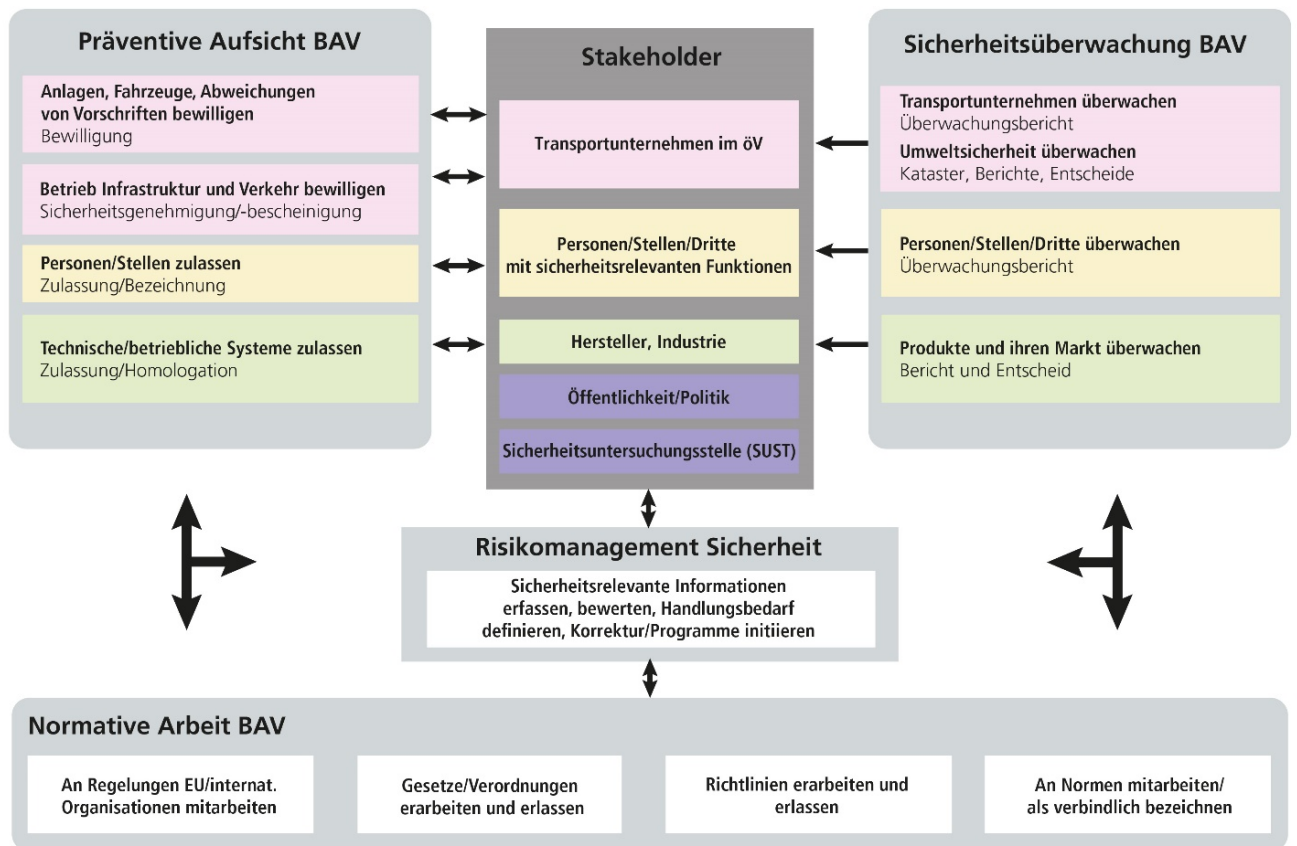 Präventive Aufsicht BAV
Anlagen, Fahrzeuge, Abweichungen
von Vorschriften bewilligen
Bewilligung
Betrieb Infrastruktur und Verkehr bewilligen
Sicherheitsgenehmigung/-bescheinigung
Personen/Stellen zulassen
Zulassung/Bezeichnung
Technische/betriebliche Systeme zulassen
Zulassung/Homologation
Stakeholder
Transportunternehmen im öV
Personen/Stellen/Dritte
mit sicherheitsrelevanten Funktionen
Hersteller, Industrie
Öffentlichkeit/Politik
Sicherheitsuntersuchungsstelle (SUST)
Sicherheitsüberwachung BAV
Transportunternehmen überwachen
Überwachungsbericht
Umweltsicherheit überwachen
Kataster, Berichte, Entscheide
Personen/Stellen/Dritte überwachen
Überwachungsbericht
Produkte und ihren Markt überwachen
Bericht und Entscheid
Risikomanagement Sicherheit
Sicherheitsrelevante Informationen
erfassen, bewerten, Handlungsbedarf
definieren, Korrektur/Programme initiieren
Normative Arbeit BAV
An Regelungen EU/internat.
Organisationen mitarbeiten
Gesetze/Verordnungen
erarbeiten und erlassen
Richtlinien erarbeiten und
erlassen
An Normen mitarbeiten/
als verbindlich bezeichnen